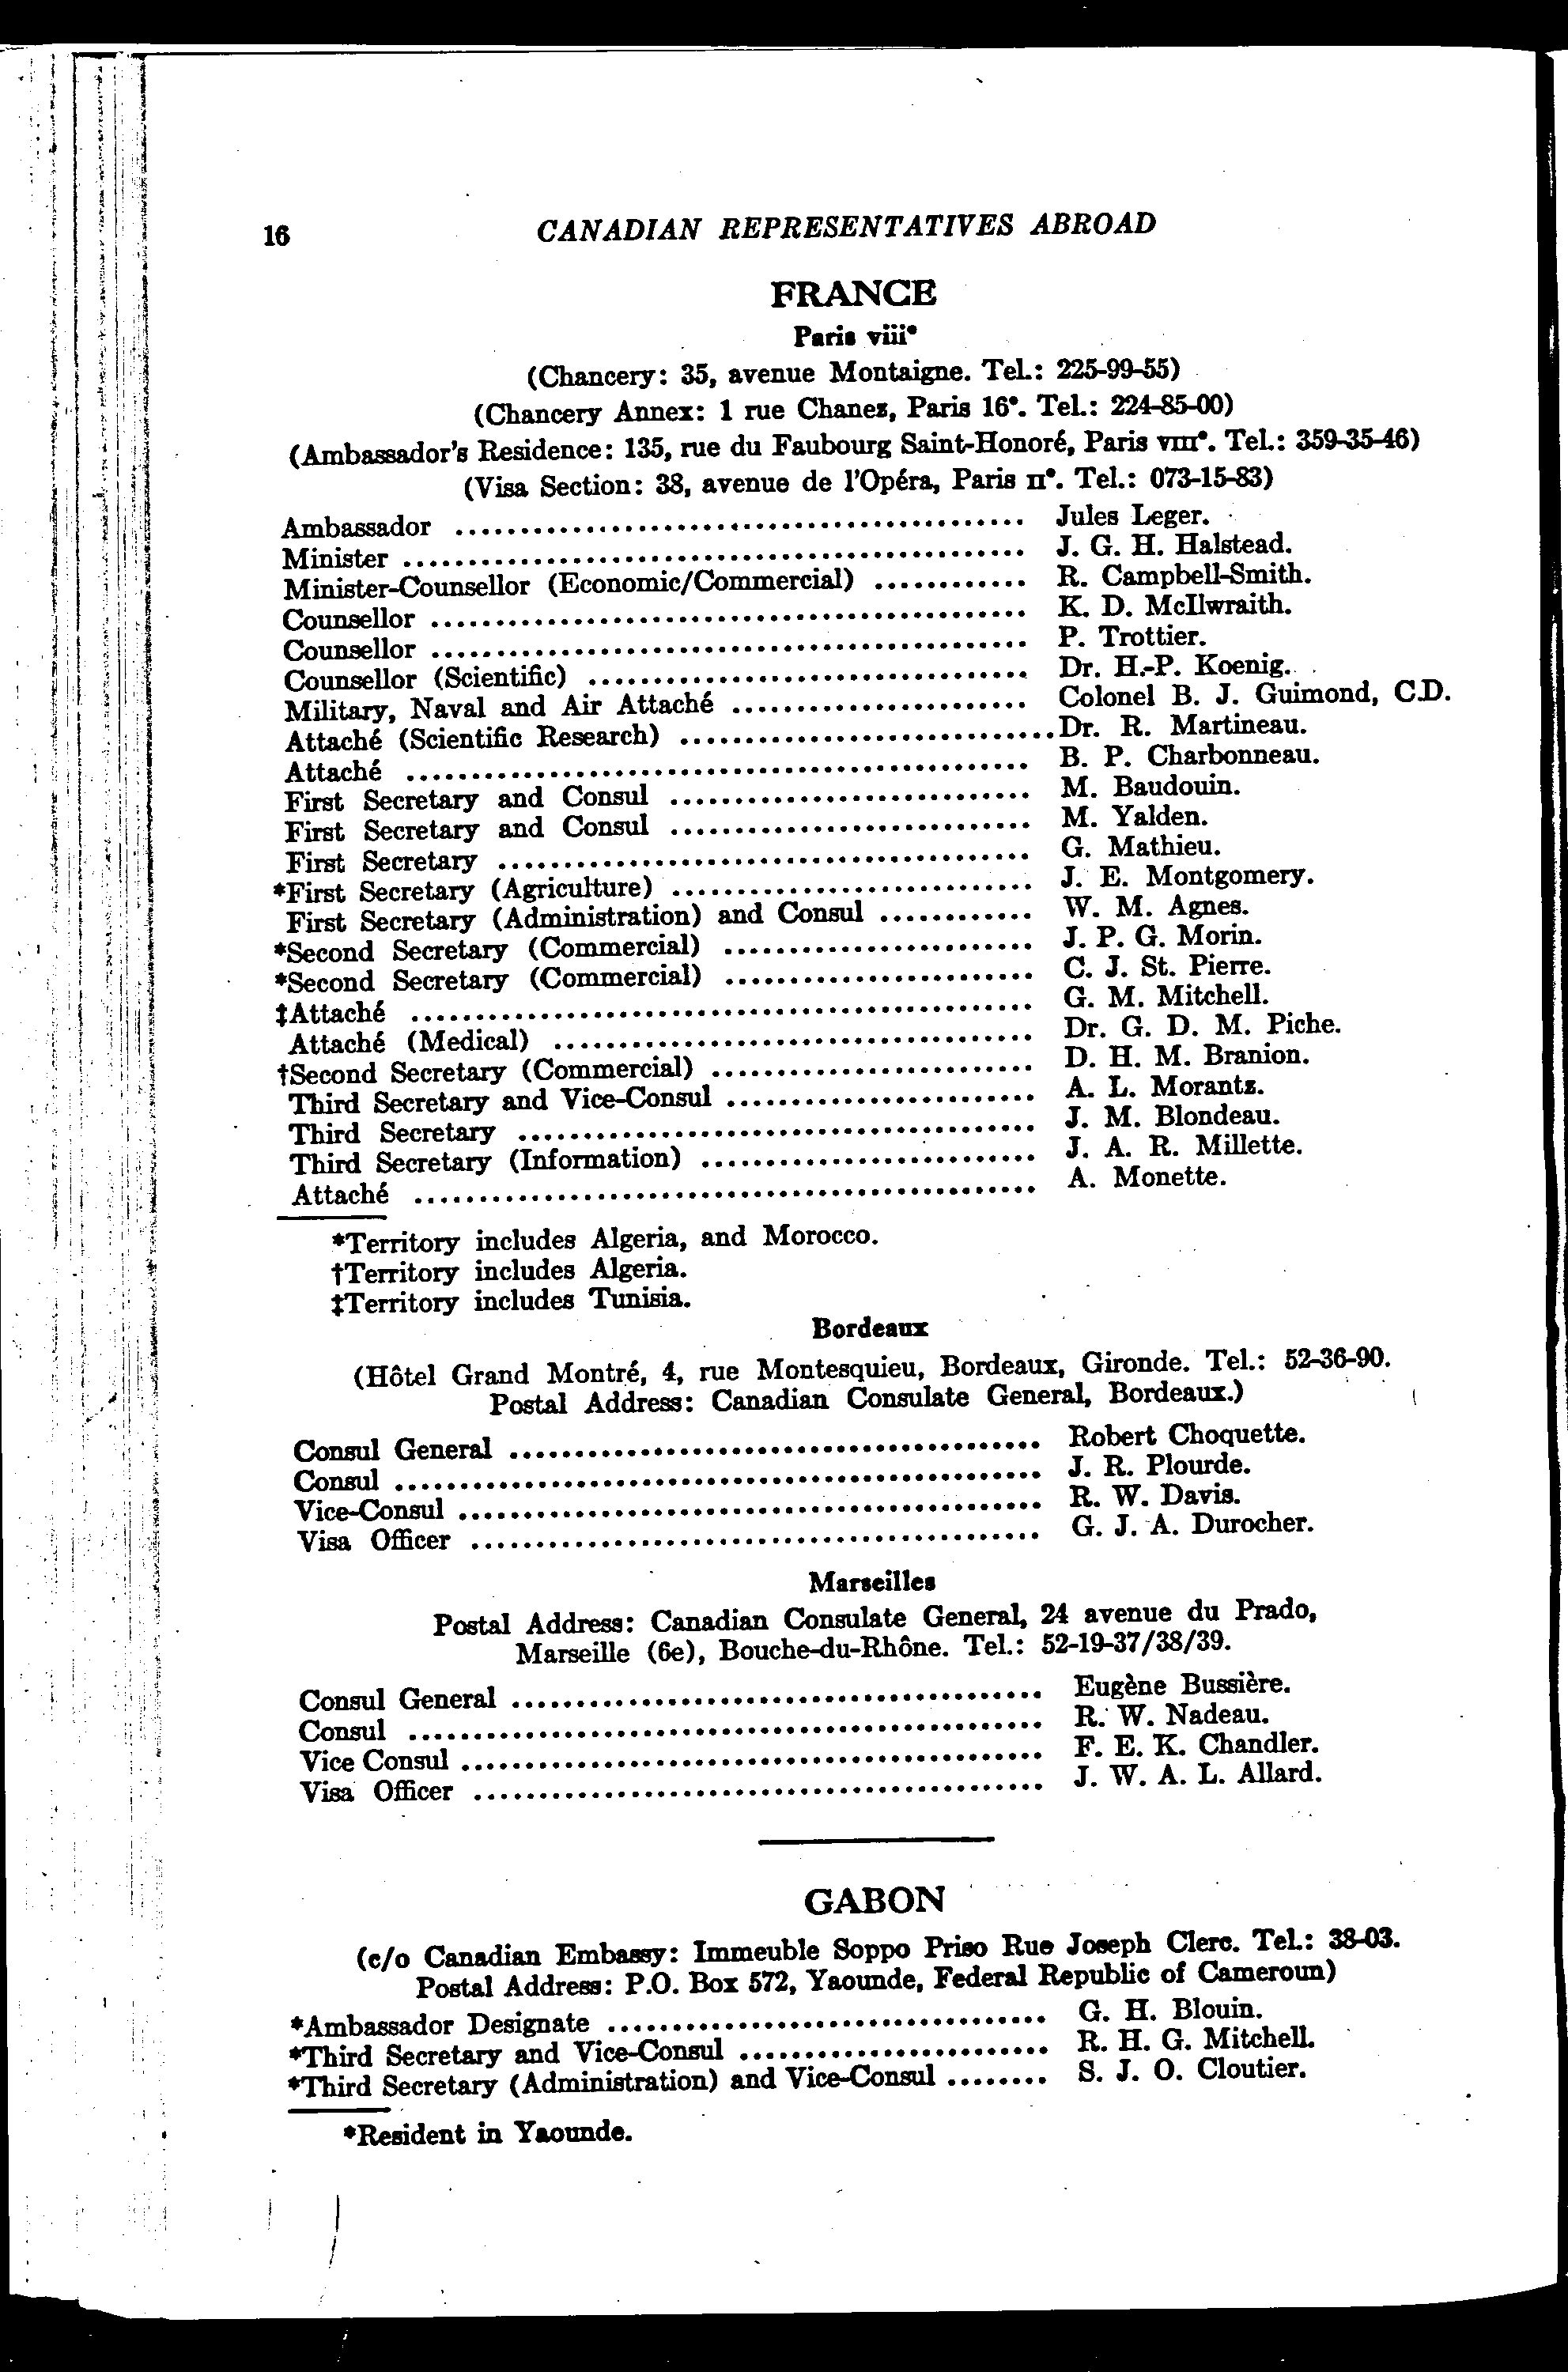 16 CANADIAN REPRESENTATIVES ABROAD
FRANCE
Paris viiiᵉ
(Chancery: 35, avenue Montaigne. Tel.: 225-99-55)
(Chancery Annex: 1 rue Chanez, Paris 16ᵉ. Tel.: 224-85-00)
(Ambassador's Residence: 135, rue du Faubourg Saint-Honoré, Paris VIIIᵉ. Tel.: 359-35-46)
(Visa Section: 38, avenue de l'Opéra, Paris IIᵉ. Tel.: 073-15-83)
Ambassador ........ Jules Leger.
Minister ........ J. G. H. Halstead.
Minister-Counsellor (Economic/Commercial) ........ R. Campbell-Smith.
Counsellor ........ K. D. McIlwraith.
Counsellor ........ P. Trottier.
Counsellor (Scientific) ........ Dr. H.-P. Koenig.
Military, Naval and Air Attaché ........ Colonel B. J. Guimond, C.D.
Attaché (Scientific Research) ........ Dr. R. Martineau.
Attaché ........ B. P. Charbonneau.
First Secretary and Consul ........ M. Baudouin.
First Secretary and Consul ........ M. Yalden.
First Secretary ........ G. Mathieu.
*First Secretary (Agriculture) ........ J. E. Montgomery.
First Secretary (Administration) and Consul ........ W. M. Agnes.
*Second Secretary (Commercial) ........ J. P. G. Morin.
*Second Secretary (Commercial) ........ C. J. St. Pierre.
‡Attaché ........ G. M. Mitchell.
Attaché (Medical) ........ Dr. G. D. M. Piche.
†Second Secretary (Commercial) ........ D. H. M. Branion.
Third Secretary and Vice-Consul ........ A. L. Morantz.
Third Secretary ........ J. M. Blondeau.
Third Secretary (Information) ........ J. A. R. Millette.
Attaché ........ A. Monette.
*Territory includes Algeria, and Morocco.
†Territory includes Algeria.
‡Territory includes Tunisia.
Bordeaux
(Hôtel Grand Montré, 4, rue Montesquieu, Bordeaux, Gironde. Tel.: 52-36-90.
Postal Address: Canadian Consulate General, Bordeaux.)
Consul General ........ Robert Choquette.
Consul ........ J. R. Plourde.
Vice-Consul ........ R. W. Davis.
Visa Officer ........ G. J. A. Durocher.
Marseilles
Postal Address: Canadian Consulate General, 24 avenue du Prado,
Marseille (6e), Bouche-du-Rhône. Tel.: 52-19-37/38/39.
Consul General ........ Eugène Bussière.
Consul ........ R. W. Nadeau.
Vice Consul ........ F. E. K. Chandler.
Visa Officer ........ J. W. A. L. Allard.
GABON
(c/o Canadian Embassy: Immeuble Soppo Priso Rue Joseph Clerc. Tel.: 38-03.
Postal Address: P.O. Box 572, Yaounde, Federal Republic of Cameroun)
*Ambassador Designate ........ G. H. Blouin.
*Third Secretary and Vice-Consul ........ R. H. G. Mitchell.
*Third Secretary (Administration) and Vice-Consul ........ S. J. O. Cloutier.
*Resident in Yaounde.